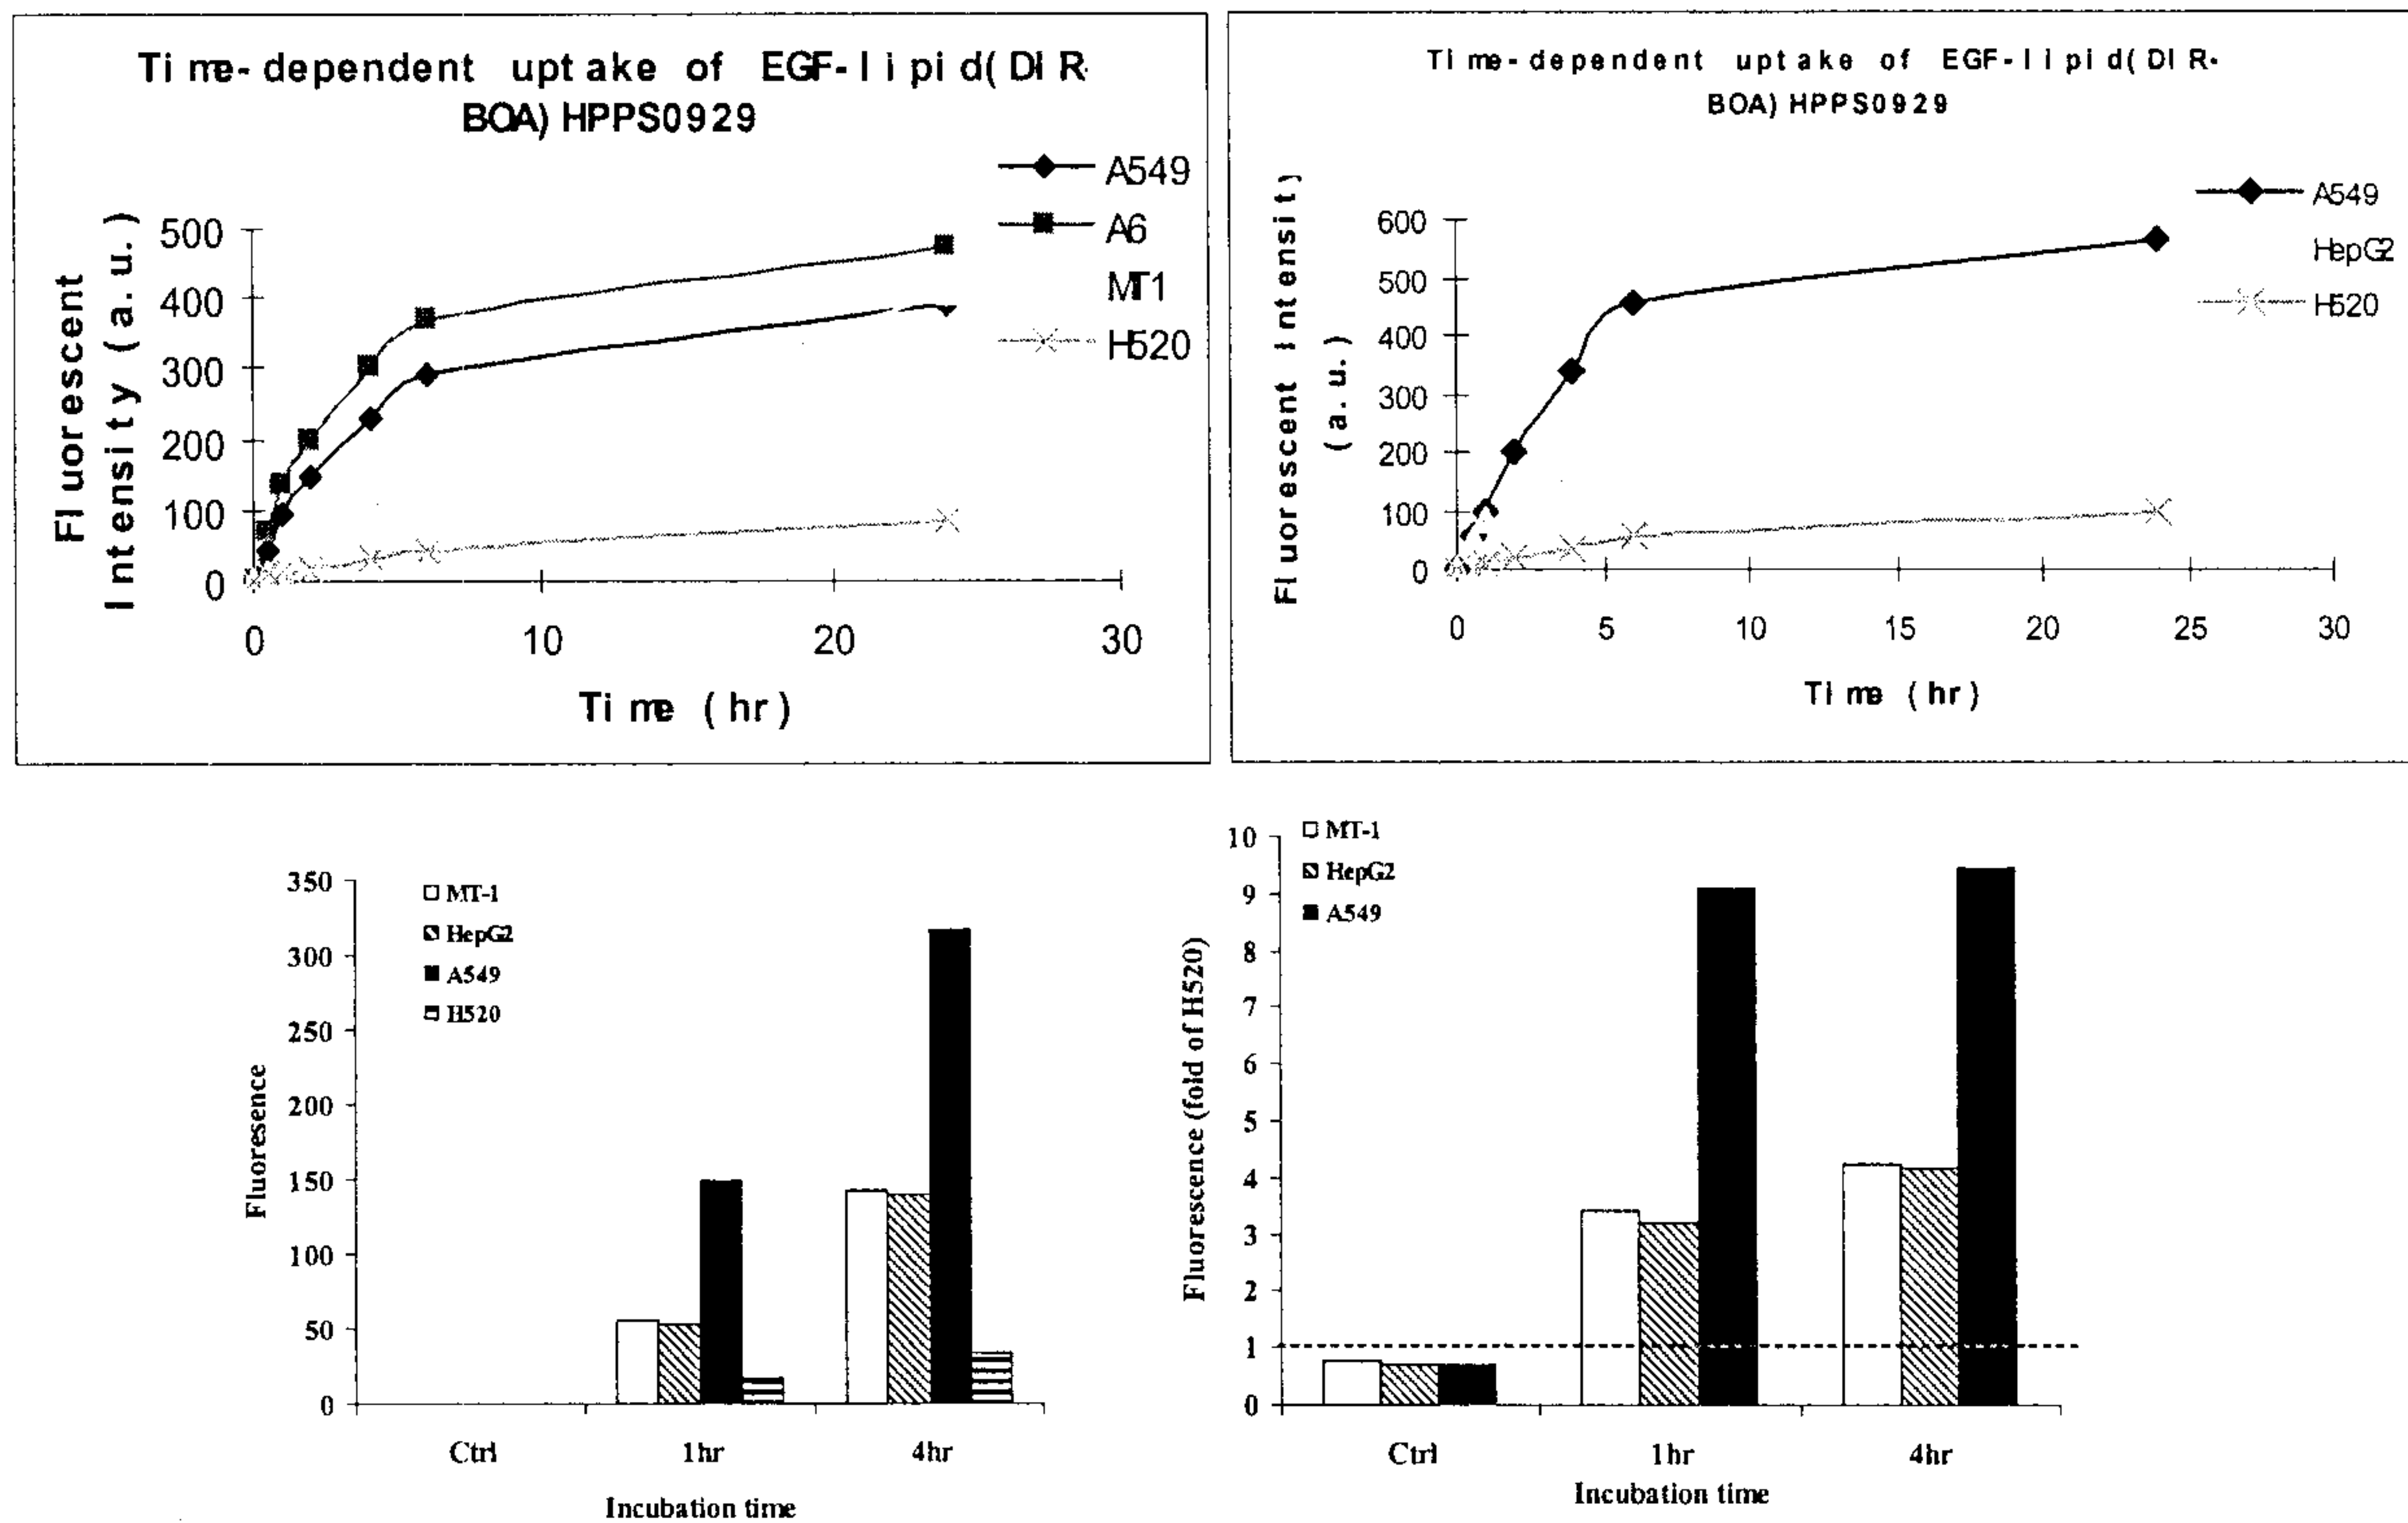 Time-dependent uptake of EGF-lipid(DIR-
BOA)HPPS0929
Fluorescent
Intensity (a.u.)
500
400
300
200
100
0
0 10 20 30
Time (hr)
A549
A6
MT1
H520
Time-dependent uptake of EGF-lipid(DIR-
BOA)HPPS0929
Fluorescent Intensity
(a.u.)
600
500
400
300
200
100
0
0 5 10 15 20 25 30
Time (hr)
A549
HepG2
H520
Fluoresence
350
300
250
200
150
100
50
0
MT-1
HepG2
A549
H520
Ctrl 1hr 4hr
Incubation time
Fluorescence (fold of H520)
10
9
8
7
6
5
4
3
2
1
0
MT-1
HepG2
A549
Ctrl 1hr 4hr
Incubation time